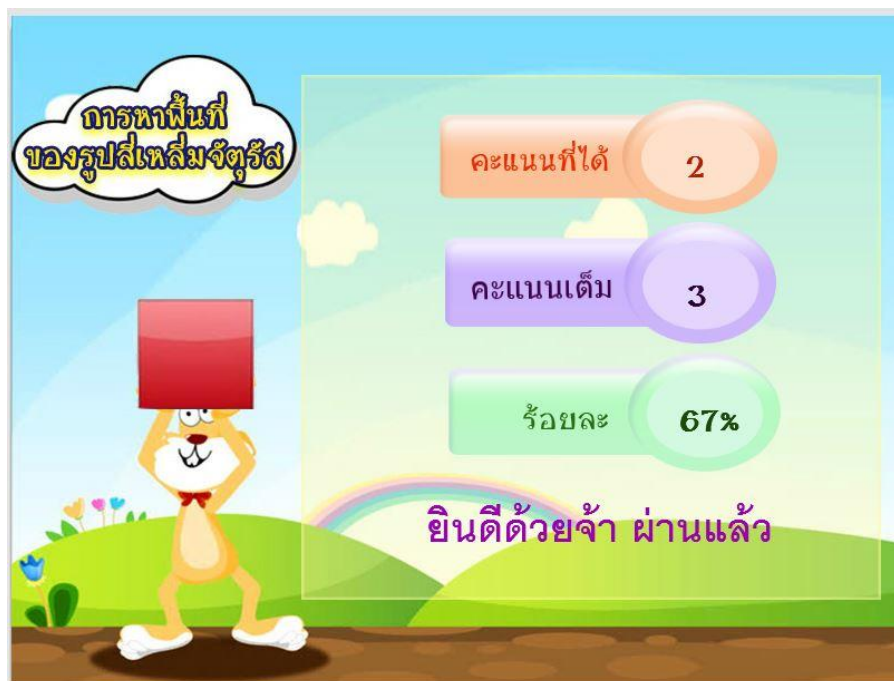 การหาพื้นที่
ของรูปสี่เหลี่ยมจัตุรัส
คะแนนที่ได้ 2
คะแนนเต็ม 3
ร้อยละ 67%
ยินดีด้วยจ้า ผ่านแล้ว